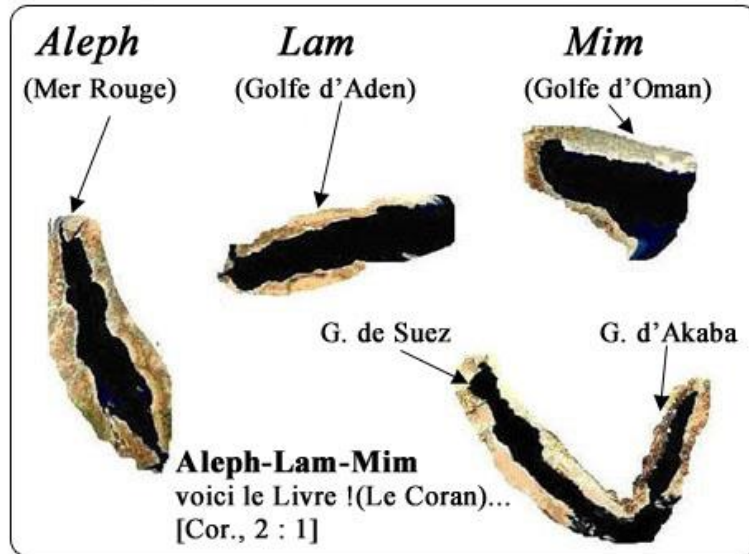 Aleph Lam Mim
(Mer Rouge) (Golfe d'Aden) (Golfe d'Oman)
G. de Suez G. d'Akaba
Aleph-Lam-Mim
voici le Livre !(Le Coran)...
[Cor., 2 : 1]